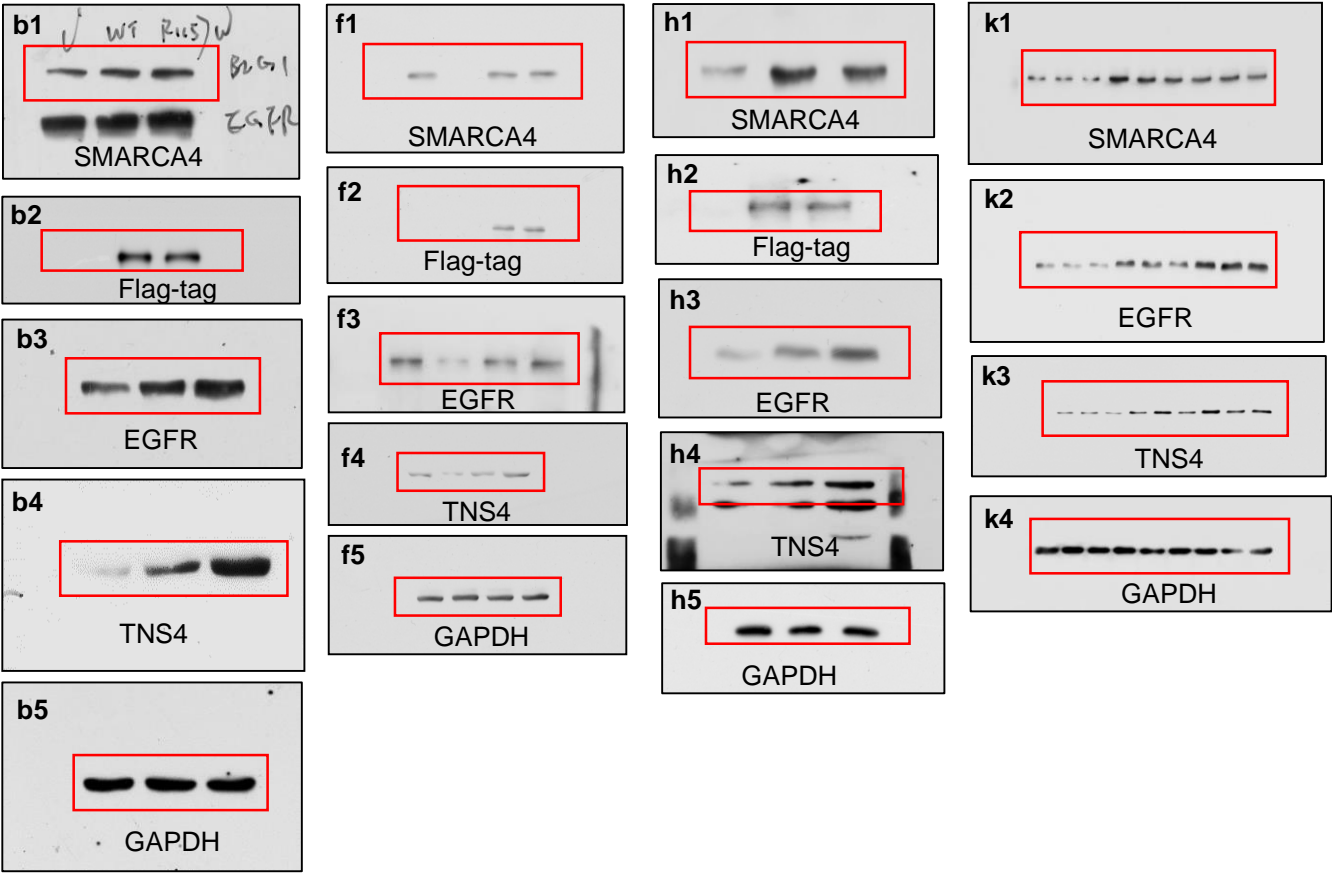 b1
V WT R1157W
BRG1
EGFR
SMARCA4
b2
Flag-tag
b3
EGFR
b4
TNS4
b5
GAPDH
f1
SMARCA4
f2
Flag-tag
f3
EGFR
f4
TNS4
f5
GAPDH
h1
SMARCA4
h2
Flag-tag
h3
EGFR
h4
TNS4
h5
GAPDH
k1
SMARCA4
k2
EGFR
k3
TNS4
k4
GAPDH